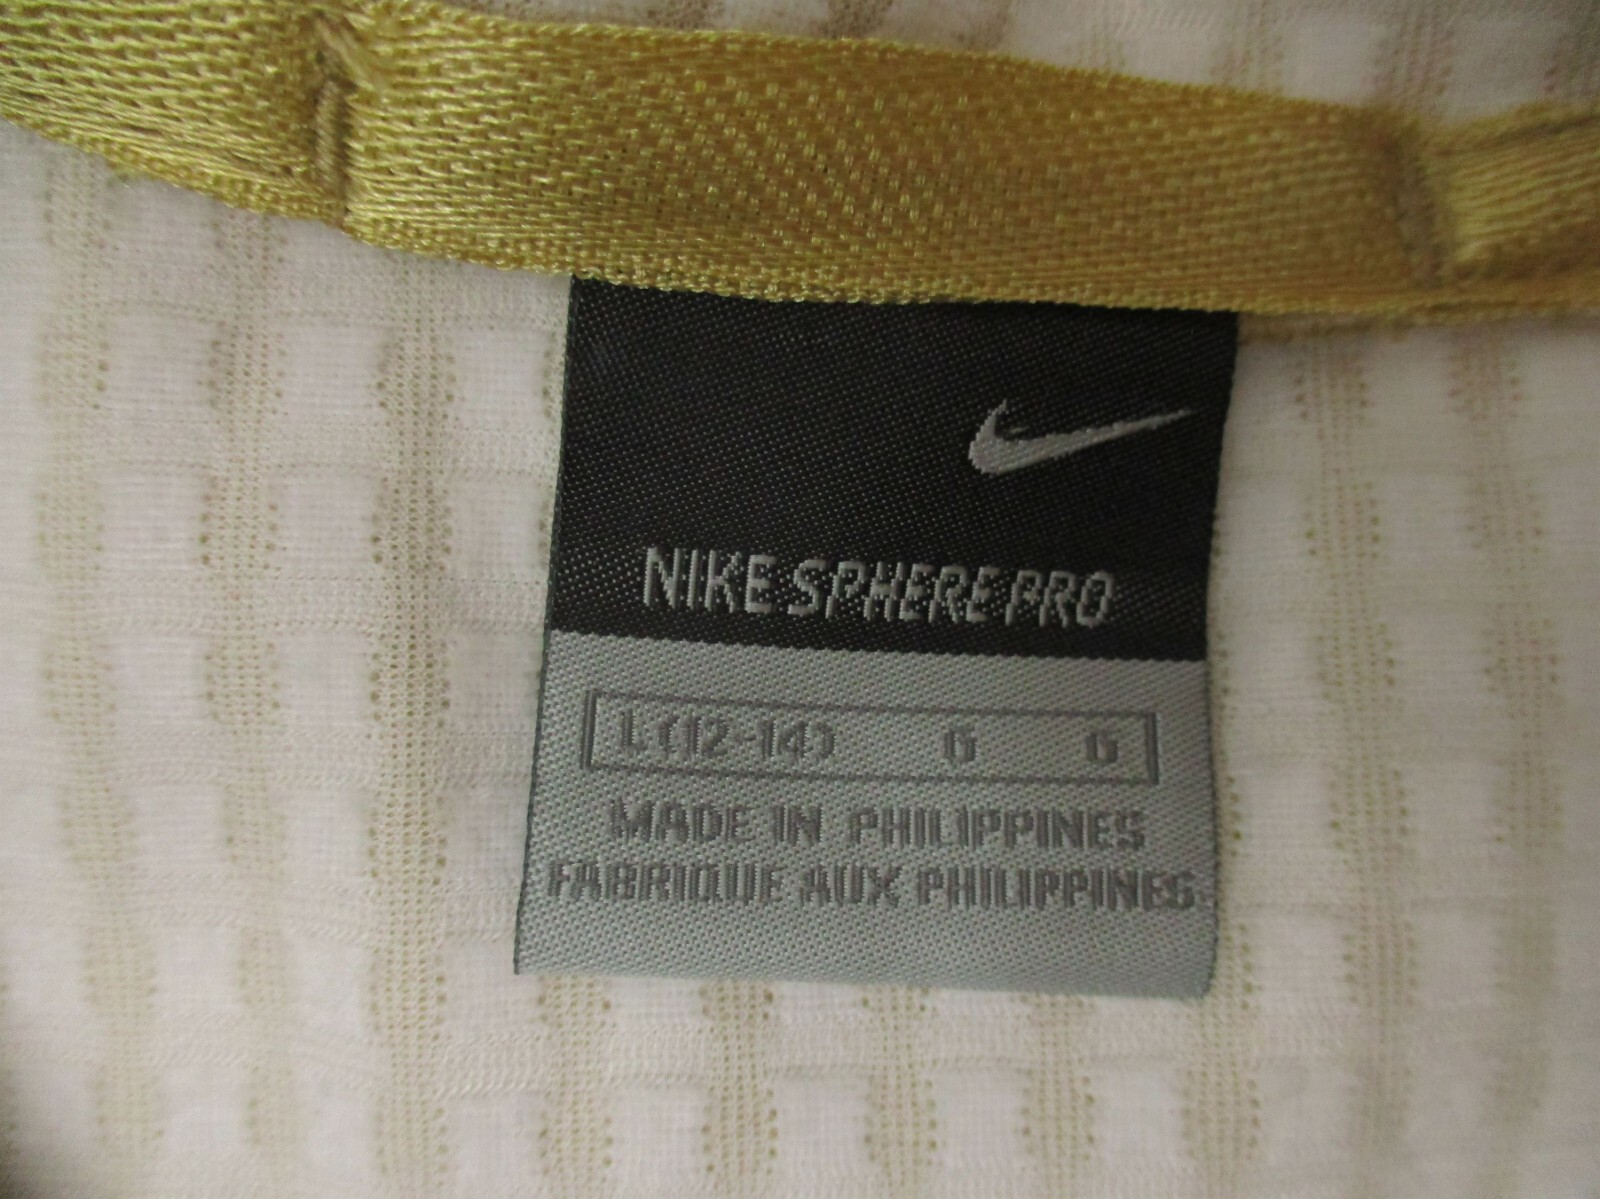 NIKE SPHERE PRO
L (12-14) G G
MADE IN PHILIPPINES
FABRIQUE AUX PHILIPPINES